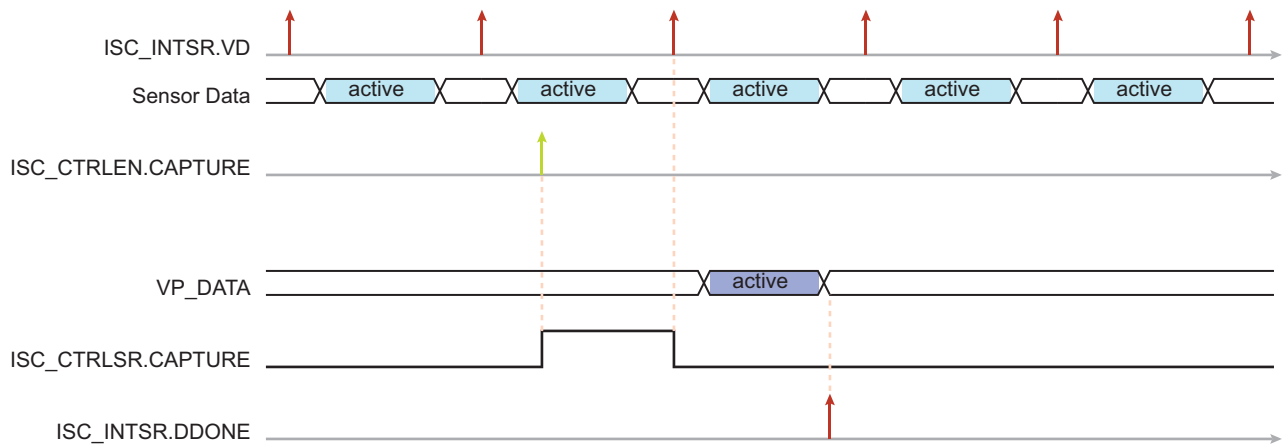 ISC_INTSR.VD
Sensor Data
active
active
active
active
active
ISC_CTRLEN.CAPTURE
VP_DATA
active
ISC_CTRLSR.CAPTURE
ISC_INTSR.DDONE